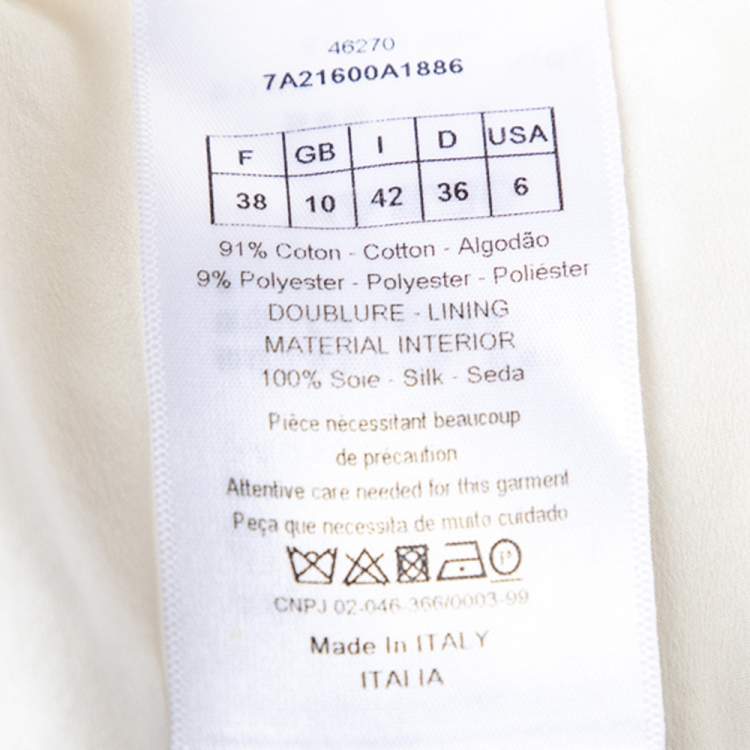 46270
7A21600A1886
F GB I D USA
38 10 42 36 6
91% Coton - Cotton - Algodão
9% Polyester - Polyester - Poliéster
DOUBLURE - LINING
MATERIAL INTERIOR
100% Soie - Silk - Seda
Pièce nécessitant beaucoup
de précaution
Attentive care needed for this garment
Peça que necessita de muito cuidado
P
CNPJ 02-046-366/0003-99
Made In ITALY
ITALIA